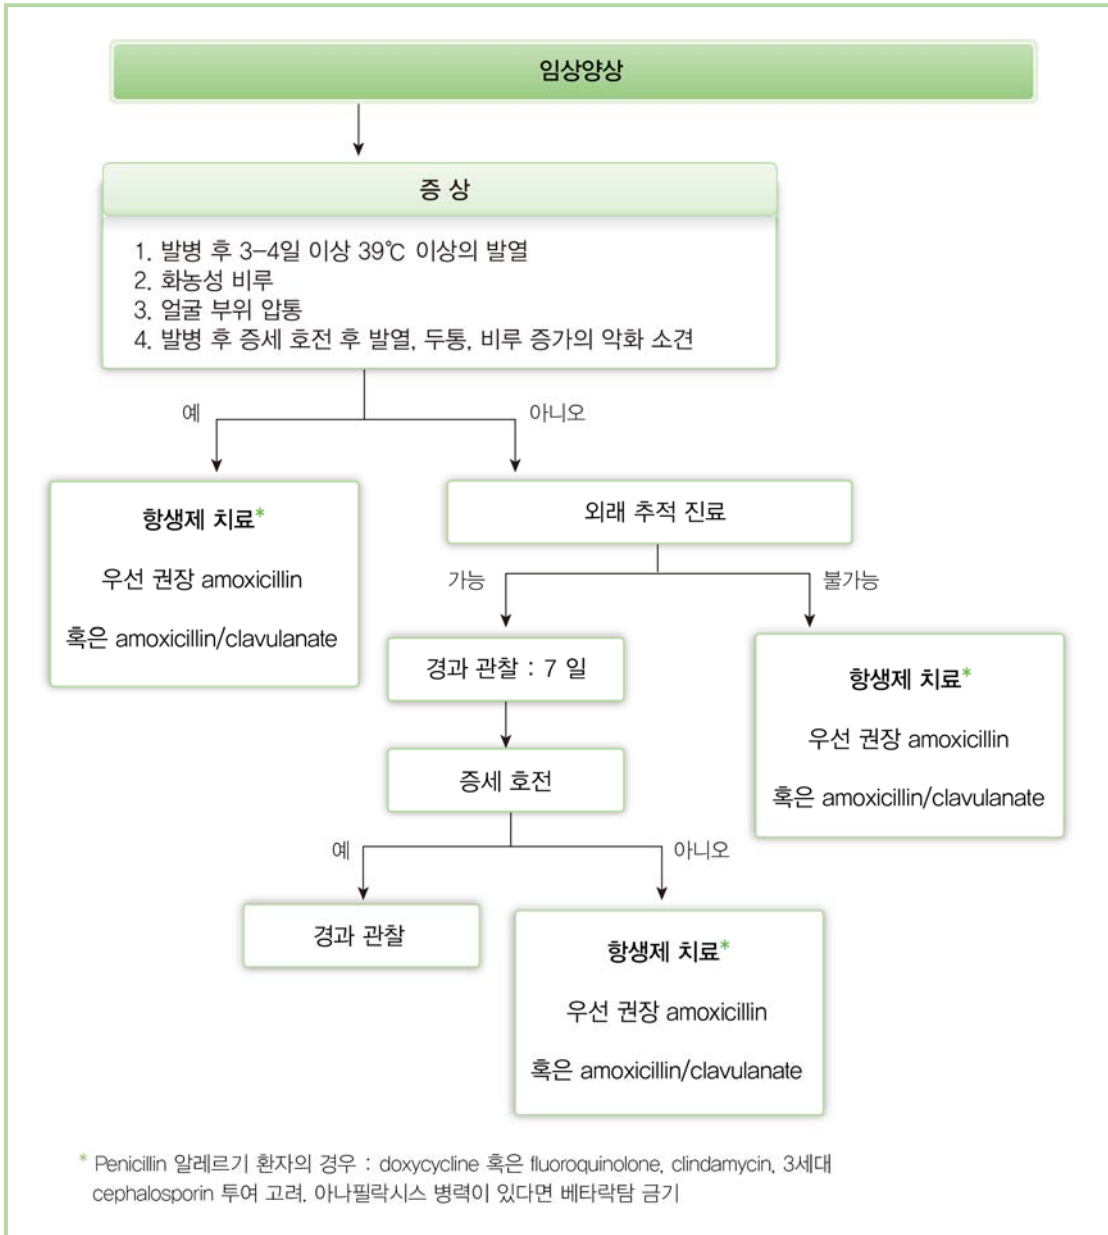 임상양상
증 상
1. 발병 후 3-4일 이상 39℃ 이상의 발열
2. 화농성 비루
3. 얼굴 부위 압통
4. 발병 후 증세 호전 후 발열, 두통, 비루 증가의 악화 소견
예
아니오
항생제 치료*
우선 권장 amoxicillin
혹은 amoxicillin/clavulanate
외래 추적 진료
가능
불가능
경과 관찰 : 7 일
항생제 치료*
우선 권장 amoxicillin
혹은 amoxicillin/clavulanate
증세 호전
예
아니오
경과 관찰
항생제 치료*
우선 권장 amoxicillin
혹은 amoxicillin/clavulanate
* Penicillin 알레르기 환자의 경우 : doxycycline 혹은 fluoroquinolone, clindamycin, 3세대
cephalosporin 투여 고려. 아나필락시스 병력이 있다면 베타락탐 금기